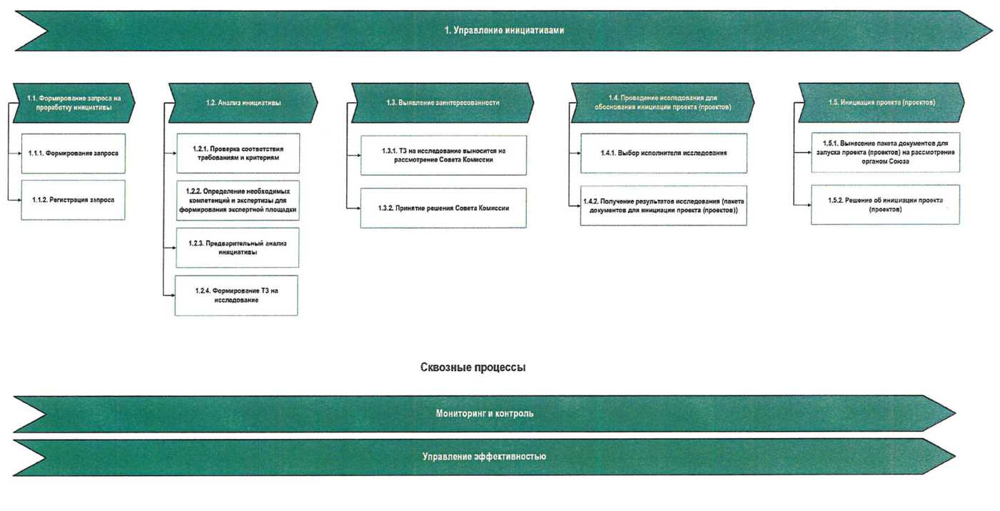 1. Управление инициативами
1.1. Формирование запроса на
проработку инициативы
1.1.1. Формирование запроса
1.1.2. Регистрация запроса
1.2. Анализ инициативы
1.2.1. Проверка соответствия
требованиям и критериям
1.2.2. Определение необходимых
компетенций и экспертизы для
формирования экспертной площадки
1.2.3. Предварительный анализ
инициативы
1.2.4. Формирование ТЗ на
исследование
1.3. Выявление заинтересованности
1.3.1. ТЗ на исследование выносится на
рассмотрение Совета Комиссии
1.3.2. Принятие решения Совета Комиссии
1.4. Проведение исследования для
обоснования инициации проекта (проектов)
1.4.1. Выбор исполнителя исследования
1.4.2. Получение результатов исследования (пакета
документов для инициации проекта (проектов))
1.5. Инициация проекта (проектов)
1.5.1. Вынесение пакета документов для
запуска проекта (проектов) на рассмотрение
органом Союза
1.5.2. Решение об инициации проекта
(проектов)
Сквозные процессы
Мониторинг и контроль
Управление эффективностью